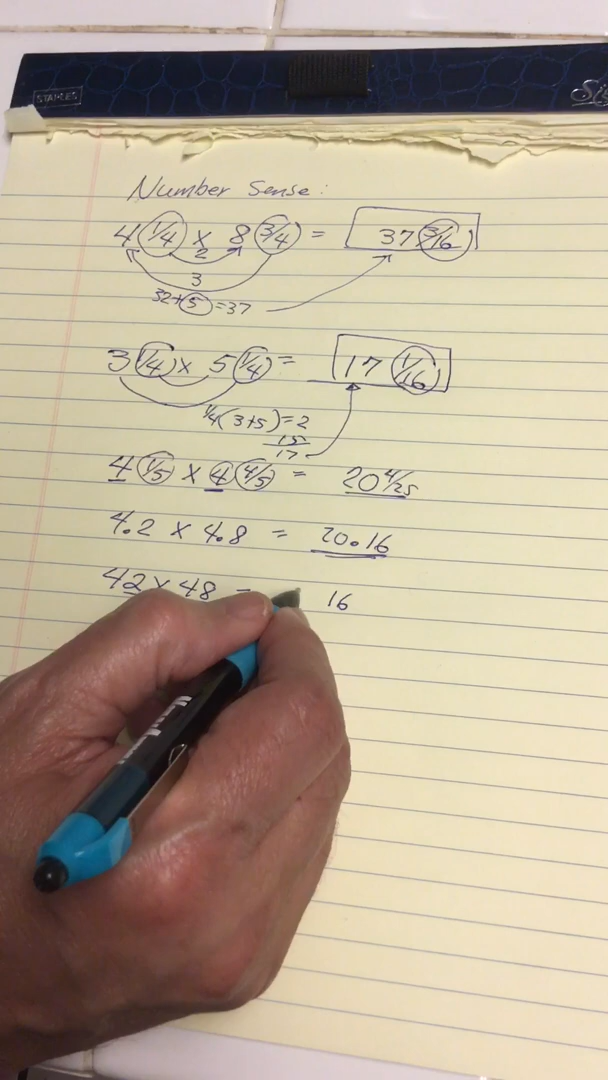 STAPLES
Number Sense:
4 1/4 x 8 3/4 = 37 3/16
2
3
32+5=37
3 1/4 x 5 1/4 = 17 1/16
1/4(3+5)=2
15
17
4 1/5 x 4 4/5 = 20 4/25
4.2 x 4.8 = 20.16
42 x 48 = 16